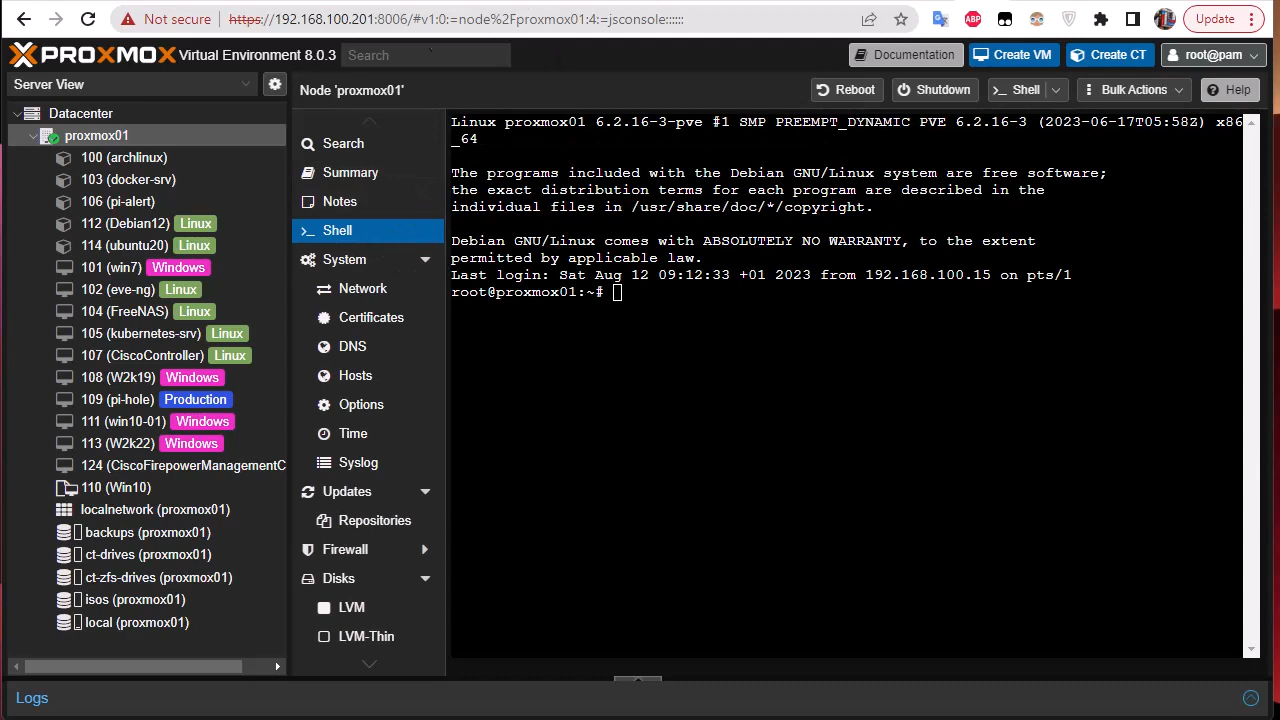 Not secure https://192.168.100.201:8006/#v1:0:=node%2Fproxmox01:4:=jsconsole::::::
ABP
Update
PROXMOX Virtual Environment 8.0.3
Search
Documentation
Create VM
Create CT
root@pam
Server View
Node 'proxmox01'
Reboot
Shutdown
Shell
Bulk Actions
Help
Datacenter
proxmox01
100 (archlinux)
103 (docker-srv)
106 (pi-alert)
112 (Debian12) Linux
114 (ubuntu20) Linux
101 (win7) Windows
102 (eve-ng) Linux
104 (FreeNAS) Linux
105 (kubernetes-srv) Linux
107 (CiscoController) Linux
108 (W2k19) Windows
109 (pi-hole) Production
111 (win10-01) Windows
113 (W2k22) Windows
124 (CiscoFirepowerManagementC
110 (Win10)
localnetwork (proxmox01)
backups (proxmox01)
ct-drives (proxmox01)
ct-zfs-drives (proxmox01)
isos (proxmox01)
local (proxmox01)
Search
Summary
Notes
Shell
System
Network
Certificates
DNS
Hosts
Options
Time
Syslog
Updates
Repositories
Firewall
Disks
LVM
LVM-Thin
Linux proxmox01 6.2.16-3-pve #1 SMP PREEMPT_DYNAMIC PVE 6.2.16-3 (2023-06-17T05:58Z) x86
_64
The programs included with the Debian GNU/Linux system are free software;
the exact distribution terms for each program are described in the
individual files in /usr/share/doc/*/copyright.
Debian GNU/Linux comes with ABSOLUTELY NO WARRANTY, to the extent
permitted by applicable law.
Last login: Sat Aug 12 09:12:33 +01 2023 from 192.168.100.15 on pts/1
root@proxmox01:~#
Logs